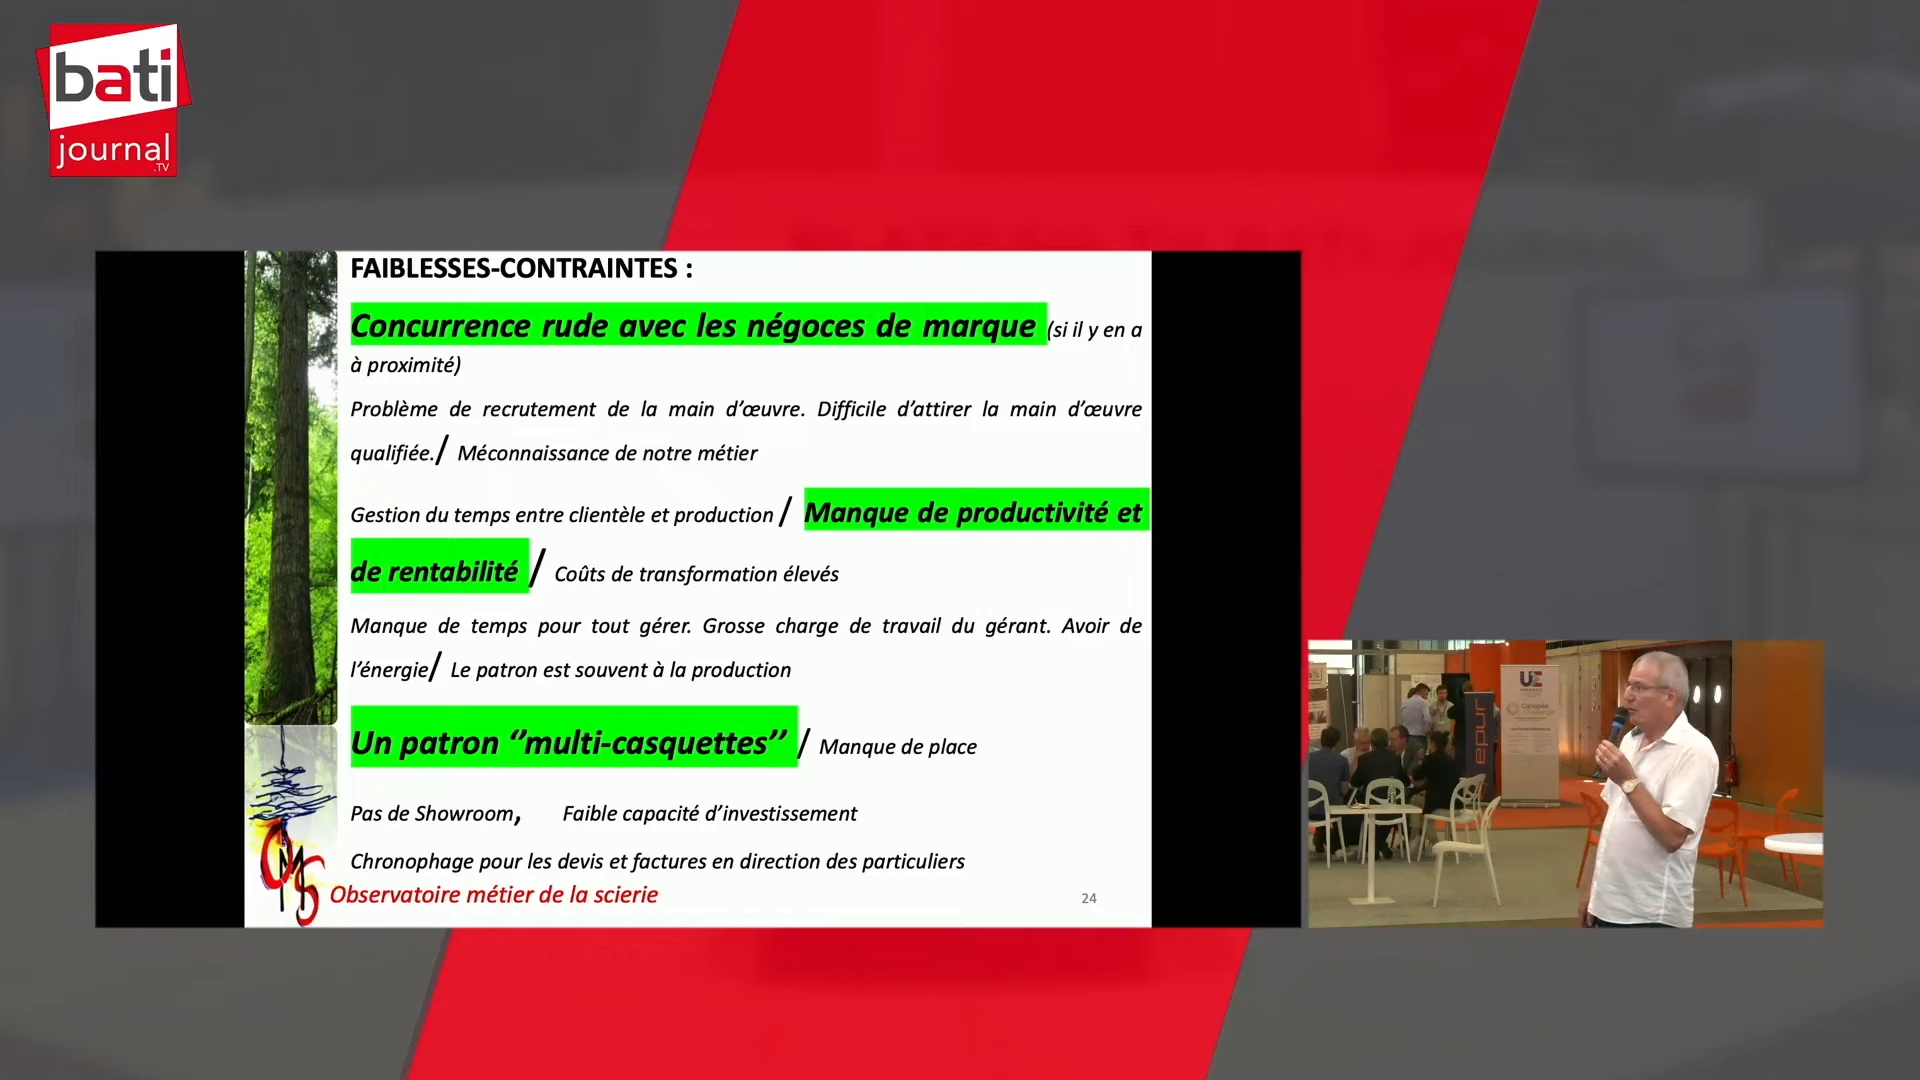 bati
journal
.TV
FAIBLESSES-CONTRAINTES :
Concurrence rude avec les négoces de marque (si il y en a
à proximité)
Problème de recrutement de la main d’œuvre. Difficile d’attirer la main d’œuvre
qualifiée./ Méconnaissance de notre métier
Gestion du temps entre clientèle et production / Manque de productivité et
de rentabilité / Coûts de transformation élevés
Manque de temps pour tout gérer. Grosse charge de travail du gérant. Avoir de
l’énergie/ Le patron est souvent à la production
Un patron ‘’multi-casquettes’’ / Manque de place
Pas de Showroom, Faible capacité d’investissement
Chronophage pour les devis et factures en direction des particuliers
OMS
Observatoire métier de la scierie
24
epur
Canopée